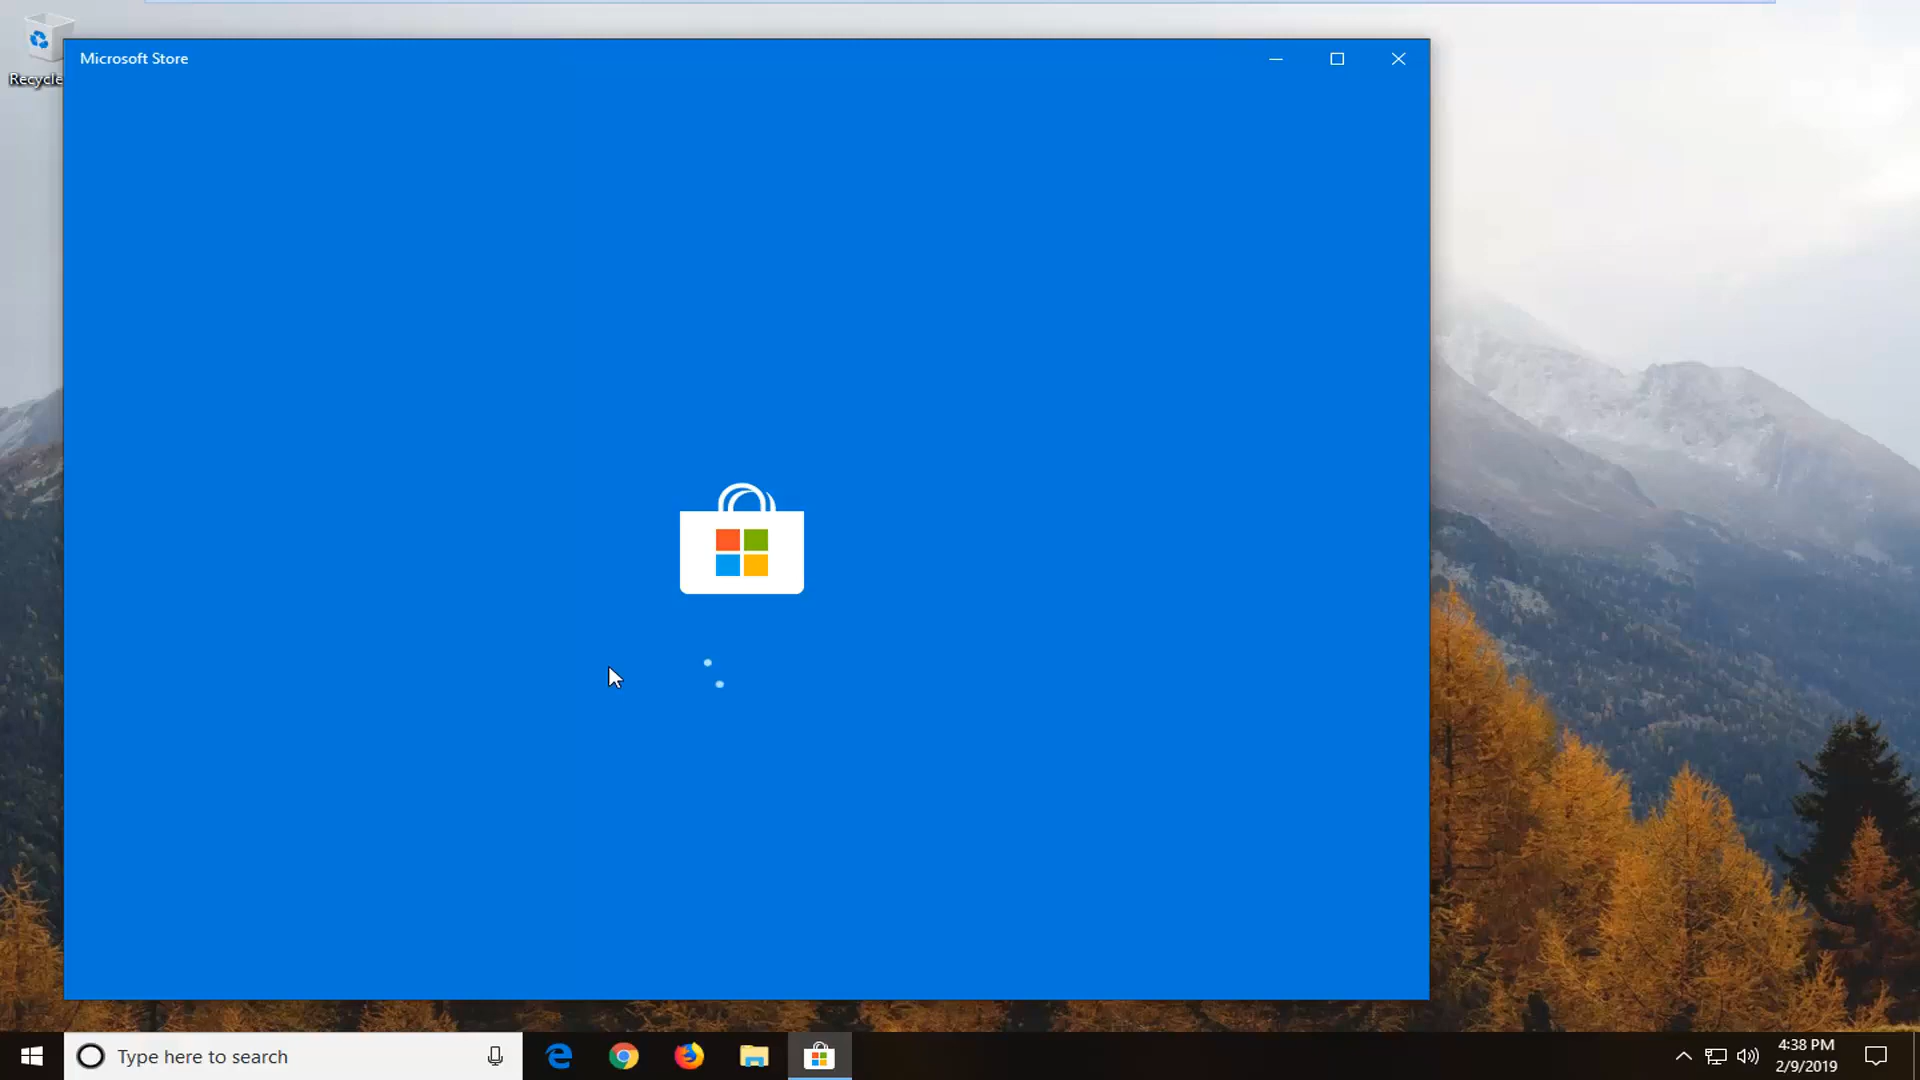 Recycle
Microsoft Store
Type here to search
4:38 PM
2/9/2019